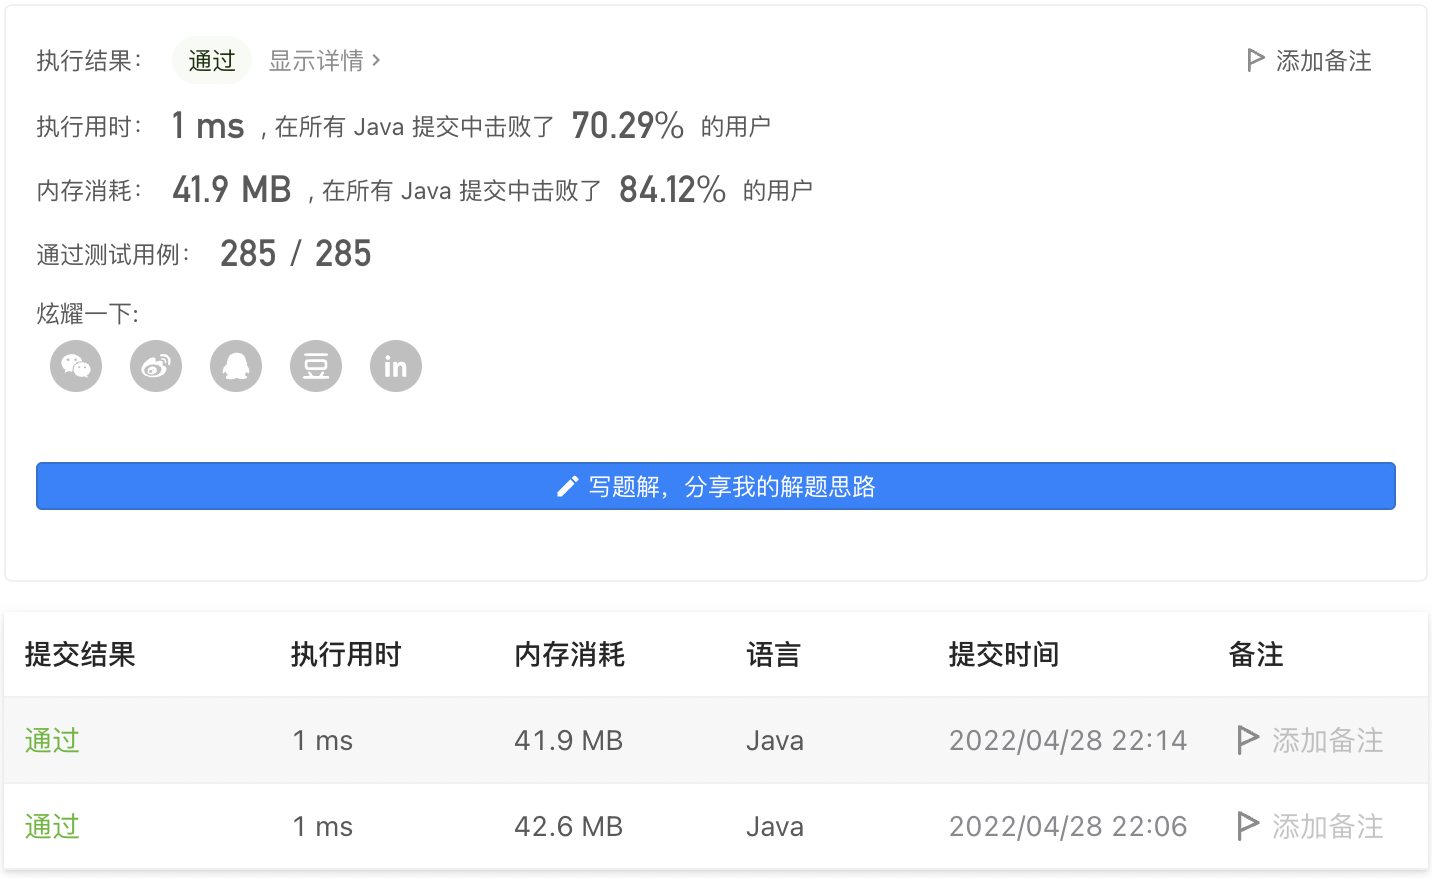 执行结果： 通过 显示详情 › 添加备注
执行用时： 1 ms , 在所有 Java 提交中击败了 70.29% 的用户
内存消耗： 41.9 MB , 在所有 Java 提交中击败了 84.12% 的用户
通过测试用例： 285 / 285
炫耀一下:
豆 in
写题解，分享我的解题思路
提交结果 执行用时 内存消耗 语言 提交时间 备注
通过 1 ms 41.9 MB Java 2022/04/28 22:14 添加备注
通过 1 ms 42.6 MB Java 2022/04/28 22:06 添加备注